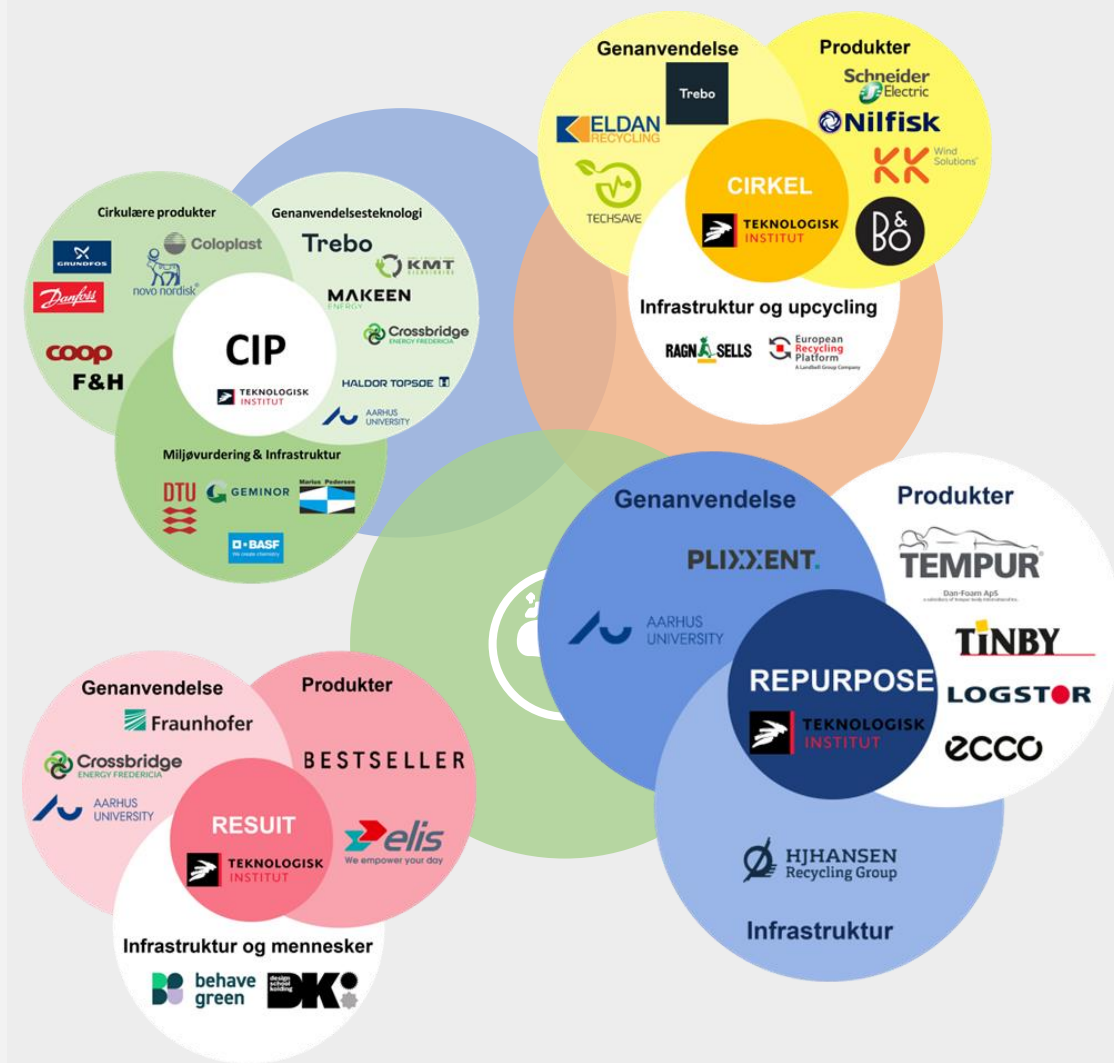 Cirkulære produkter
GRUNDFOS
Coloplast
novo nordisk®
Danfoss
coop
F&H
Genanvendelsesteknologi
Trebo
KMT
MAKEEN
ENERGY
Crossbridge
ENERGY FREDERICIA
HALDOR TOPSØE
AARHUS
UNIVERSITY
CIP
TEKNOLOGISK
INSTITUT
Miljøvurdering & Infrastruktur
DTU
GEMINOR
Marius Pedersen
BASF
We create chemistry
Genanvendelse
Trebo
ELDAN
RECYCLING
TECHSAVE
Produkter
Schneider
Electric
Nilfisk
KK
Wind
Solutions
B&O
CIRKEL
TEKNOLOGISK
INSTITUT
Infrastruktur og upcycling
RAGN SELLS
European
Recycling
Platform
A Landbell Group Company
Genanvendelse
PLIXXENT.
AARHUS
UNIVERSITY
Produkter
TEMPUR®
Dan-Foam ApS
TINBY
LOGSTOR
ecco
REPURPOSE
TEKNOLOGISK
INSTITUT
HJHANSEN
Recycling Group
Infrastruktur
Genanvendelse
Fraunhofer
Crossbridge
ENERGY FREDERICIA
AARHUS
UNIVERSITY
Produkter
BESTSELLER
elis
We empower your day
RESUIT
TEKNOLOGISK
INSTITUT
Infrastruktur og mennesker
behave
green
design
school
kolding
DK